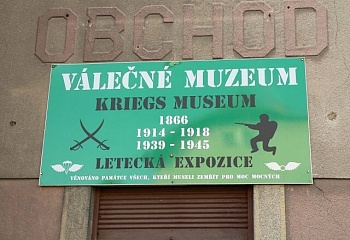 OBCHOD
VÁLEČNÉ MUZEUM
KRIEGS MUSEUM
1866
1914 - 1918
1939 - 1945
LETECKÁ EXPOZICE
VĚNOVÁNO PAMÁTCE VŠECH, KTEŘÍ MUSELI ZEMŘÍT PRO MOC MOCNÝCH